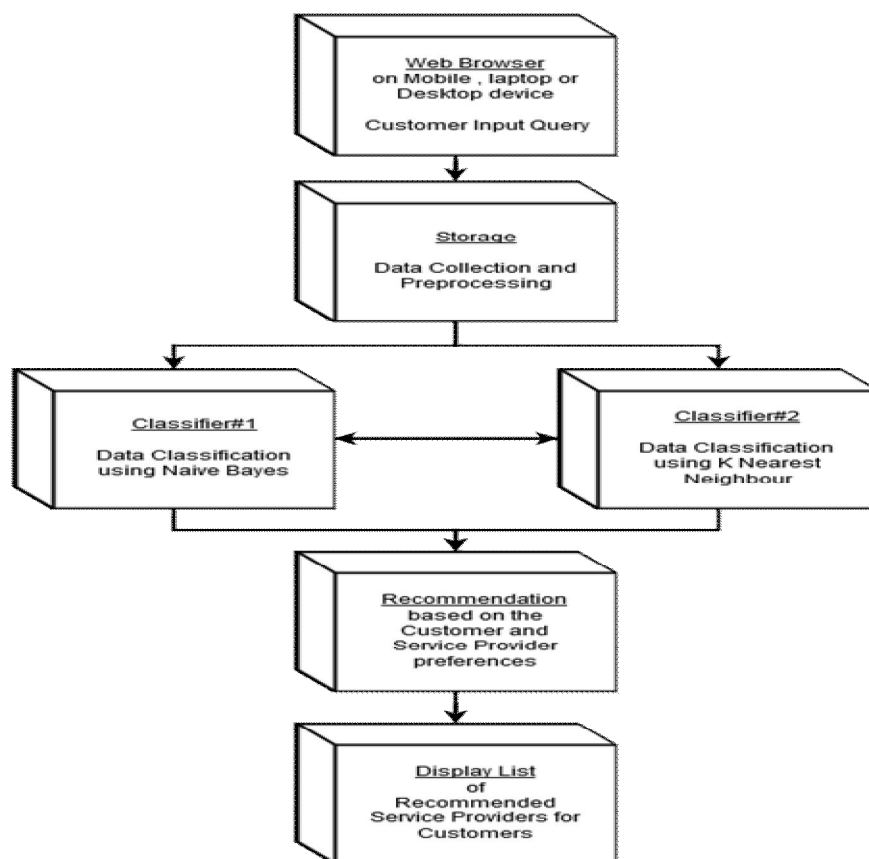 Web Browser
on Mobile , laptop or
Desktop device
Customer Input Query
Storage
Data Collection and
Preprocessing
Classifier#1
Data Classification
using Naive Bayes
Classifier#2
Data Classification
using K Nearest
Neighbour
Recommendation
based on the
Customer and
Service Provider
preferences
Display List
of
Recommended
Service Providers for
Customers